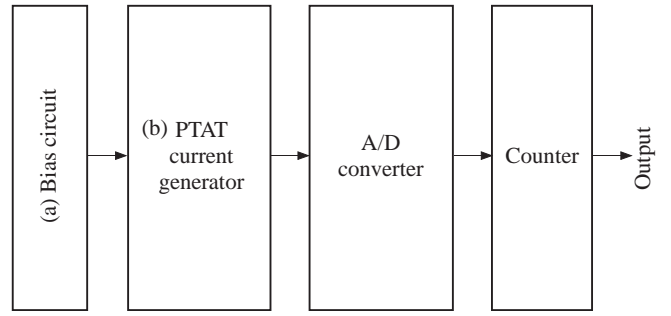 (a) Bias circuit
(b) PTAT
current
generator
A/D
converter
Counter
Output